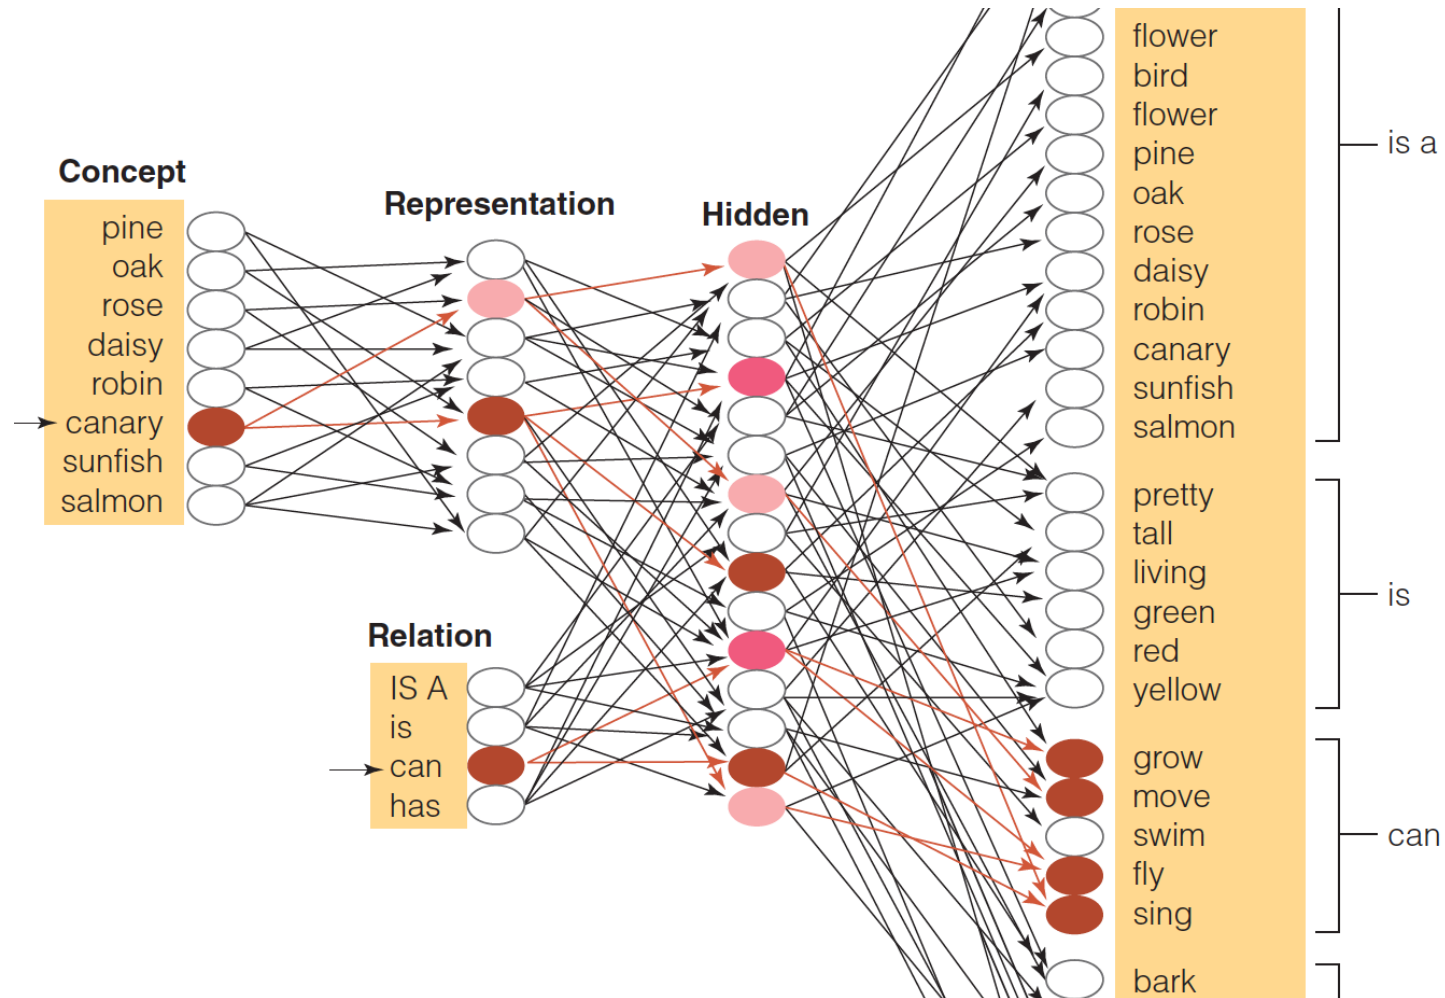 Concept
pine
oak
rose
daisy
robin
canary
sunfish
salmon
Representation
Relation
IS A
is
can
has
Hidden
flower
bird
flower
pine
oak
rose
daisy
robin
canary
sunfish
salmon
is a
pretty
tall
living
green
red
yellow
is
grow
move
swim
fly
sing
can
bark